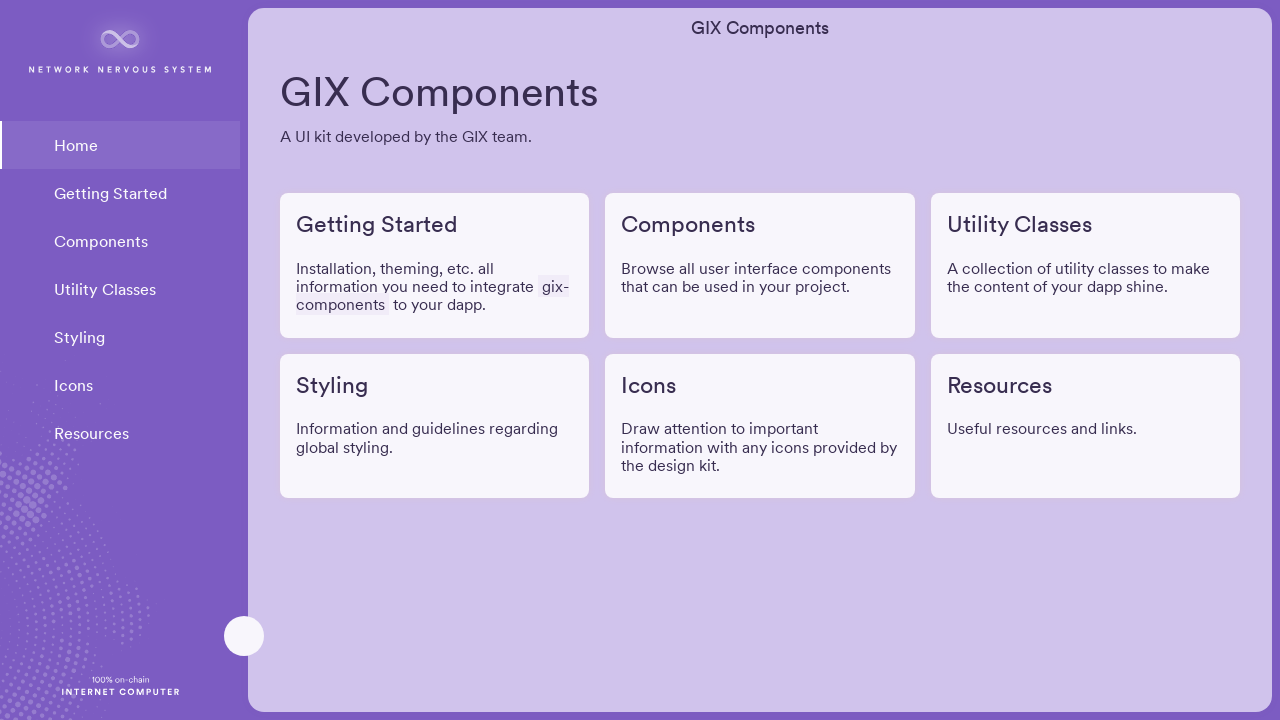 NETWORK NERVOUS SYSTEM
Home
Getting Started
Components
Utility Classes
Styling
Icons
Resources
100% on-chain
INTERNET COMPUTER
GIX Components
GIX Components
A UI kit developed by the GIX team.
Getting Started
Installation, theming, etc. all
information you need to integrate gix-
components to your dapp.
Components
Browse all user interface components
that can be used in your project.
Utility Classes
A collection of utility classes to make
the content of your dapp shine.
Styling
Information and guidelines regarding
global styling.
Icons
Draw attention to important
information with any icons provided by
the design kit.
Resources
Useful resources and links.